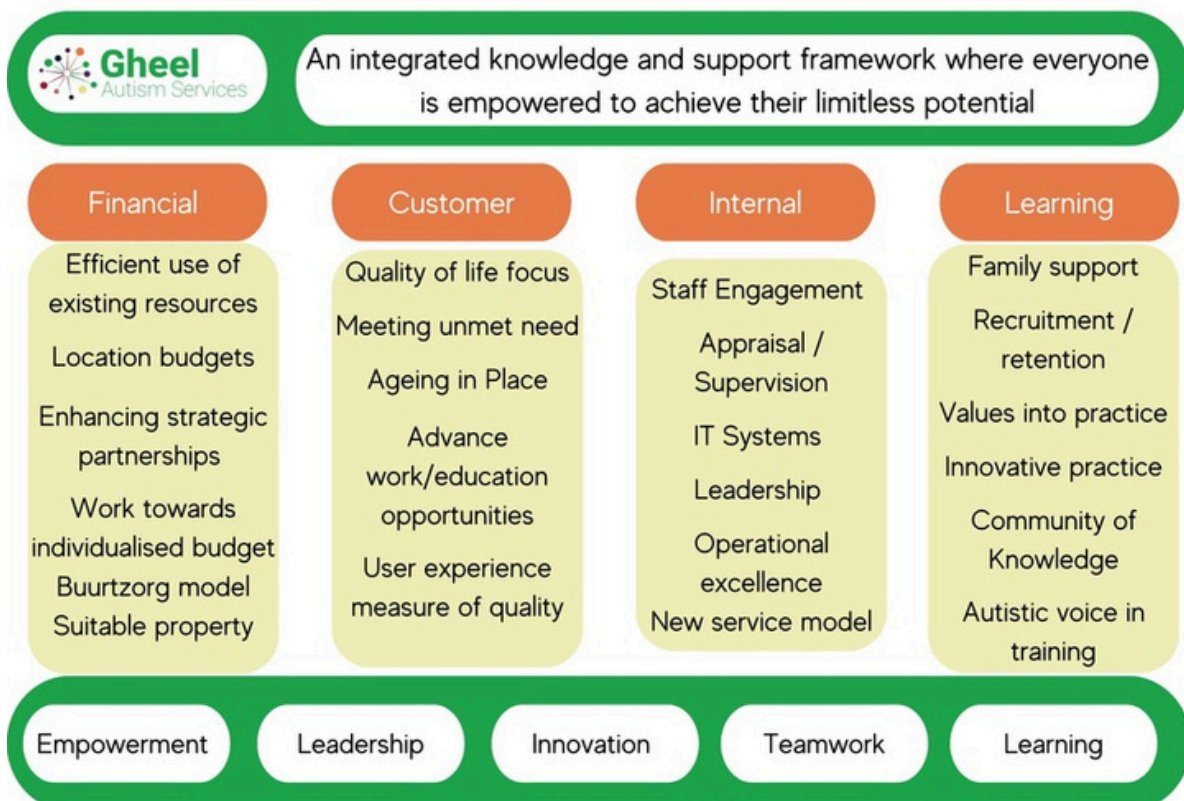 Gheel
Autism Services
An integrated knowledge and support framework where everyone
is empowered to achieve their limitless potential
Financial
Efficient use of
existing resources
Location budgets
Enhancing strategic
partnerships
Work towards
individualised budget
Buurtzorg model
Suitable property
Customer
Quality of life focus
Meeting unmet need
Ageing in Place
Advance
work/education
opportunities
User experience
measure of quality
Internal
Staff Engagement
Appraisal /
Supervision
IT Systems
Leadership
Operational
excellence
New service model
Learning
Family support
Recruitment /
retention
Values into practice
Innovative practice
Community of
Knowledge
Autistic voice in
training
Empowerment
Leadership
Innovation
Teamwork
Learning